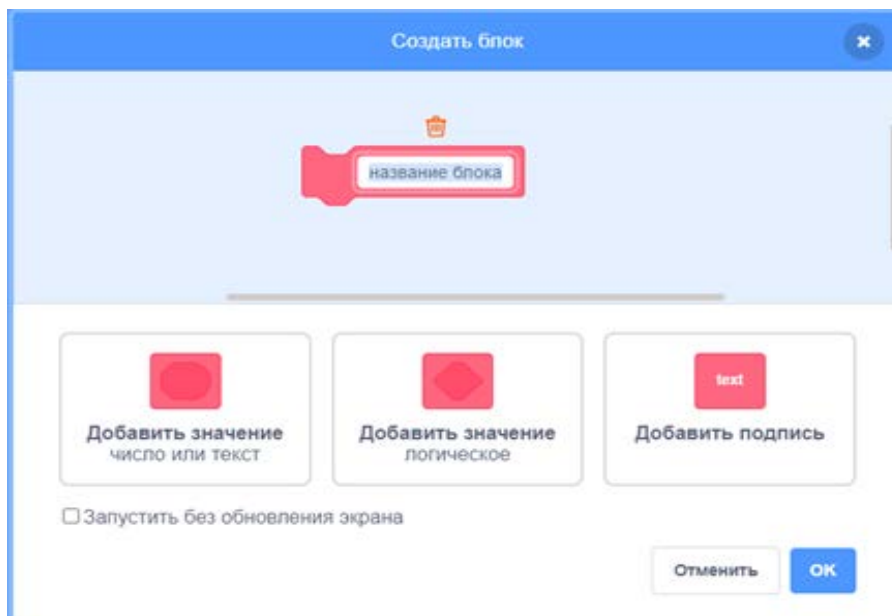 Создать блок
название блока
text
Добавить значение
число или текст
Добавить значение
логическое
Добавить подпись
Запустить без обновления экрана
Отменить
OK